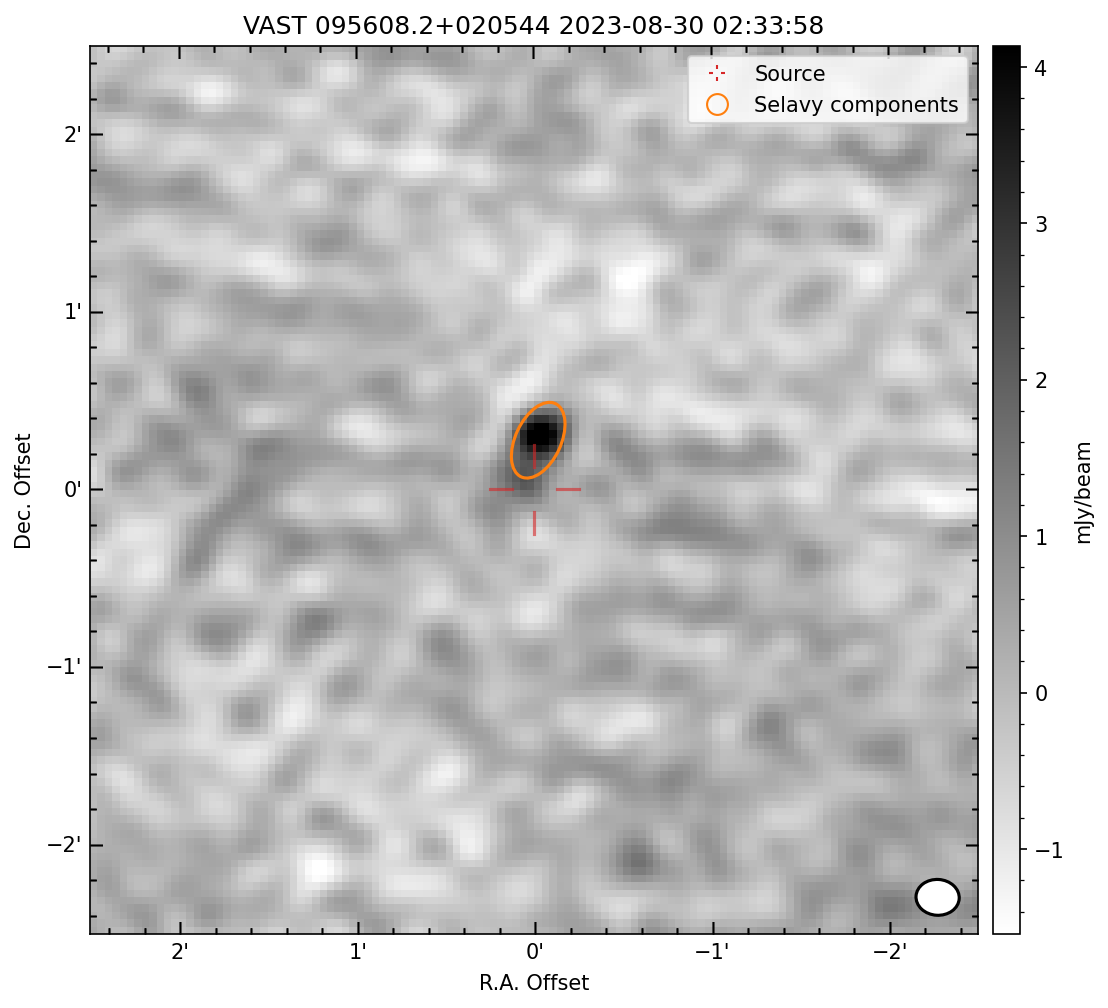 VAST 095608.2+020544 2023-08-30 02:33:58
Source
Selavy components
2'
1'
0'
−1'
−2'
Dec. Offset
2'
1'
0'
−1'
−2'
R.A. Offset
4
3
2
1
0
−1
mJy/beam